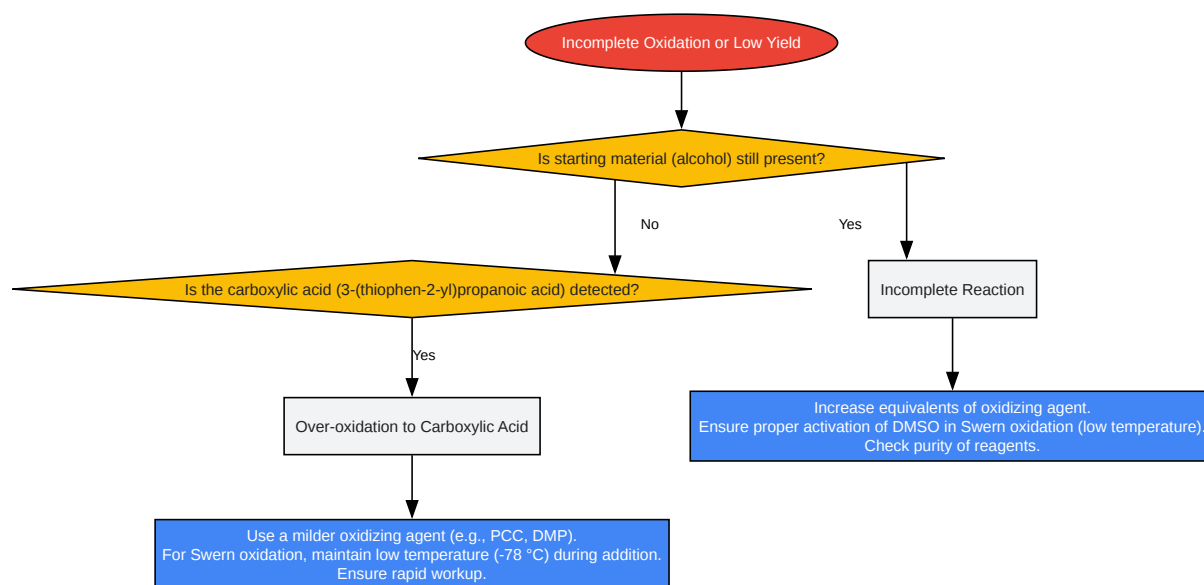 Incomplete Oxidation or Low Yield
Is starting material (alcohol) still present?
No
Yes
Is the carboxylic acid (3-(thiophen-2-yl)propanoic acid) detected?
Incomplete Reaction
Yes
Over-oxidation to Carboxylic Acid
Increase equivalents of oxidizing agent.
Ensure proper activation of DMSO in Swern oxidation (low temperature).
Check purity of reagents.
Use a milder oxidizing agent (e.g., PCC, DMP).
For Swern oxidation, maintain low temperature (-78 °C) during addition.
Ensure rapid workup.